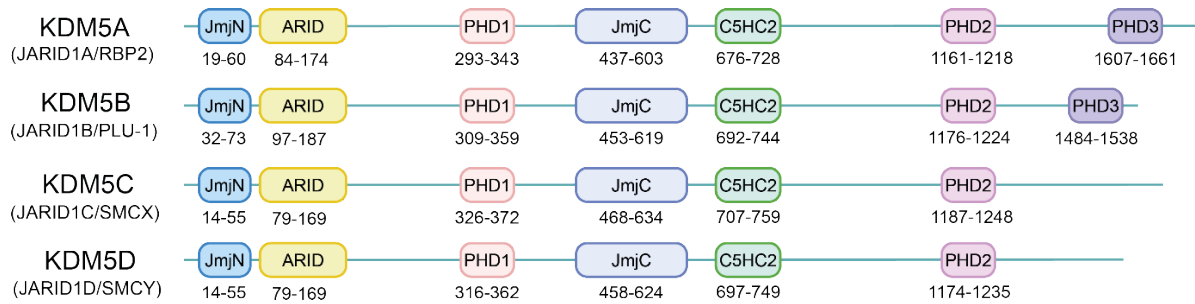 KDM5A JmjN ARID PHD1 JmjC C5HC2 PHD2 PHD3
(JARID1A/RBP2) 19-60 84-174 293-343 437-603 676-728 1161-1218 1607-1661
KDM5B JmjN ARID PHD1 JmjC C5HC2 PHD2 PHD3
(JARID1B/PLU-1) 32-73 97-187 309-359 453-619 692-744 1176-1224 1484-1538
KDM5C JmjN ARID PHD1 JmjC C5HC2 PHD2
(JARID1C/SMCX) 14-55 79-169 326-372 468-634 707-759 1187-1248
KDM5D JmjN ARID PHD1 JmjC C5HC2 PHD2
(JARID1D/SMCY) 14-55 79-169 316-362 458-624 697-749 1174-1235